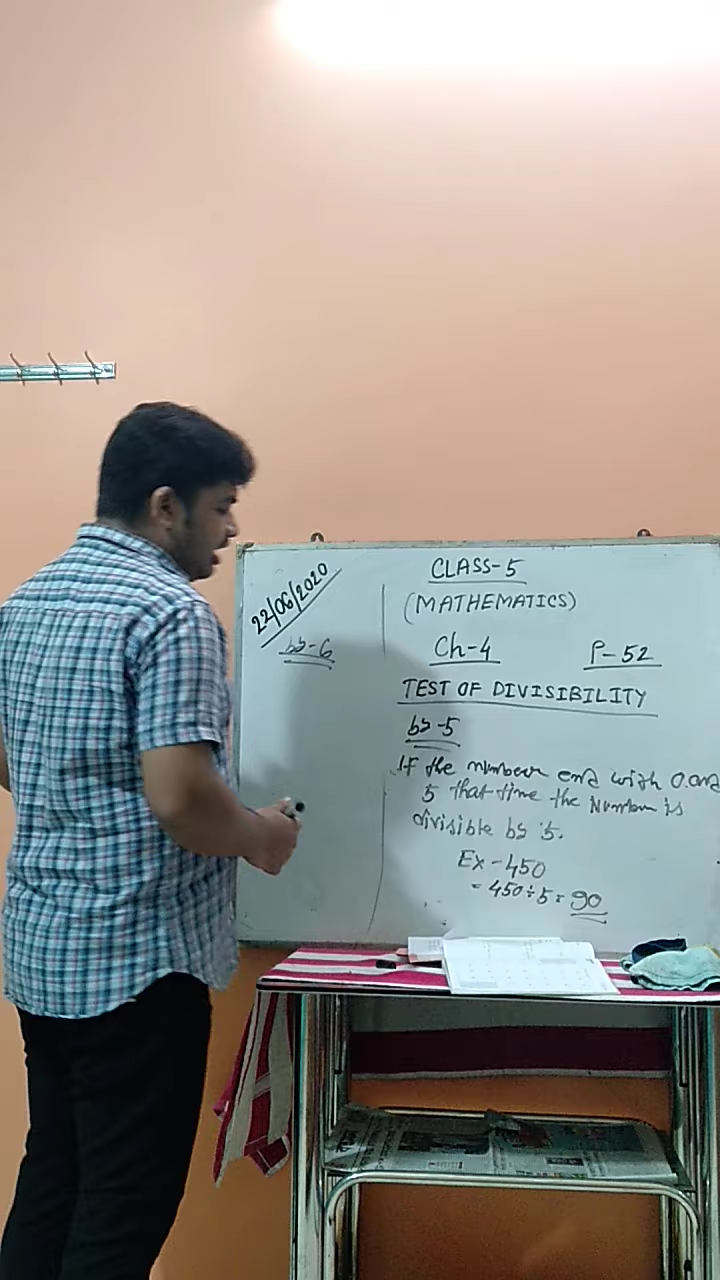 22/06/2020
by-6
CLASS-5
(MATHEMATICS)
Ch-4
P-52
TEST OF DIVISIBILITY
by-5
If the number end with 0 and
5 that time the Number is
divisible by 5.
Ex-450
= 450÷5= 90